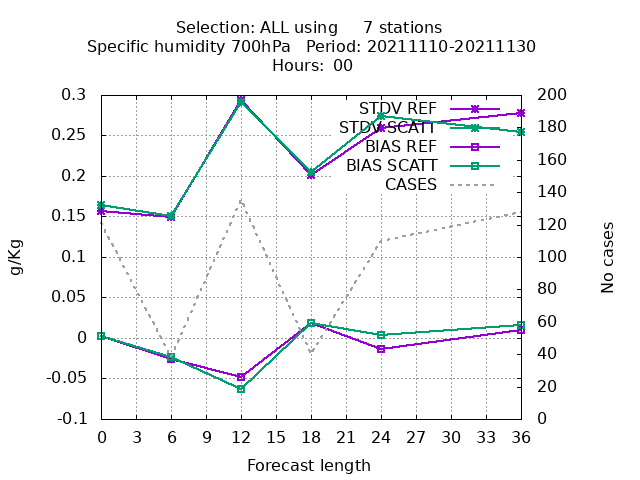 Selection: ALL using     7 stations
Specific humidity 700hPa   Period: 20211110-20211130
Hours:  00
0.3
0.25
0.2
0.15
0.1
0.05
0
-0.05
-0.1
g/Kg
STDV REF
STDV SCATT
BIAS REF
BIAS SCATT
CASES
200
180
160
140
120
100
80
60
40
20
0
No cases
0 3 6 9 12 15 18 21 24 27 30 33 36
Forecast length